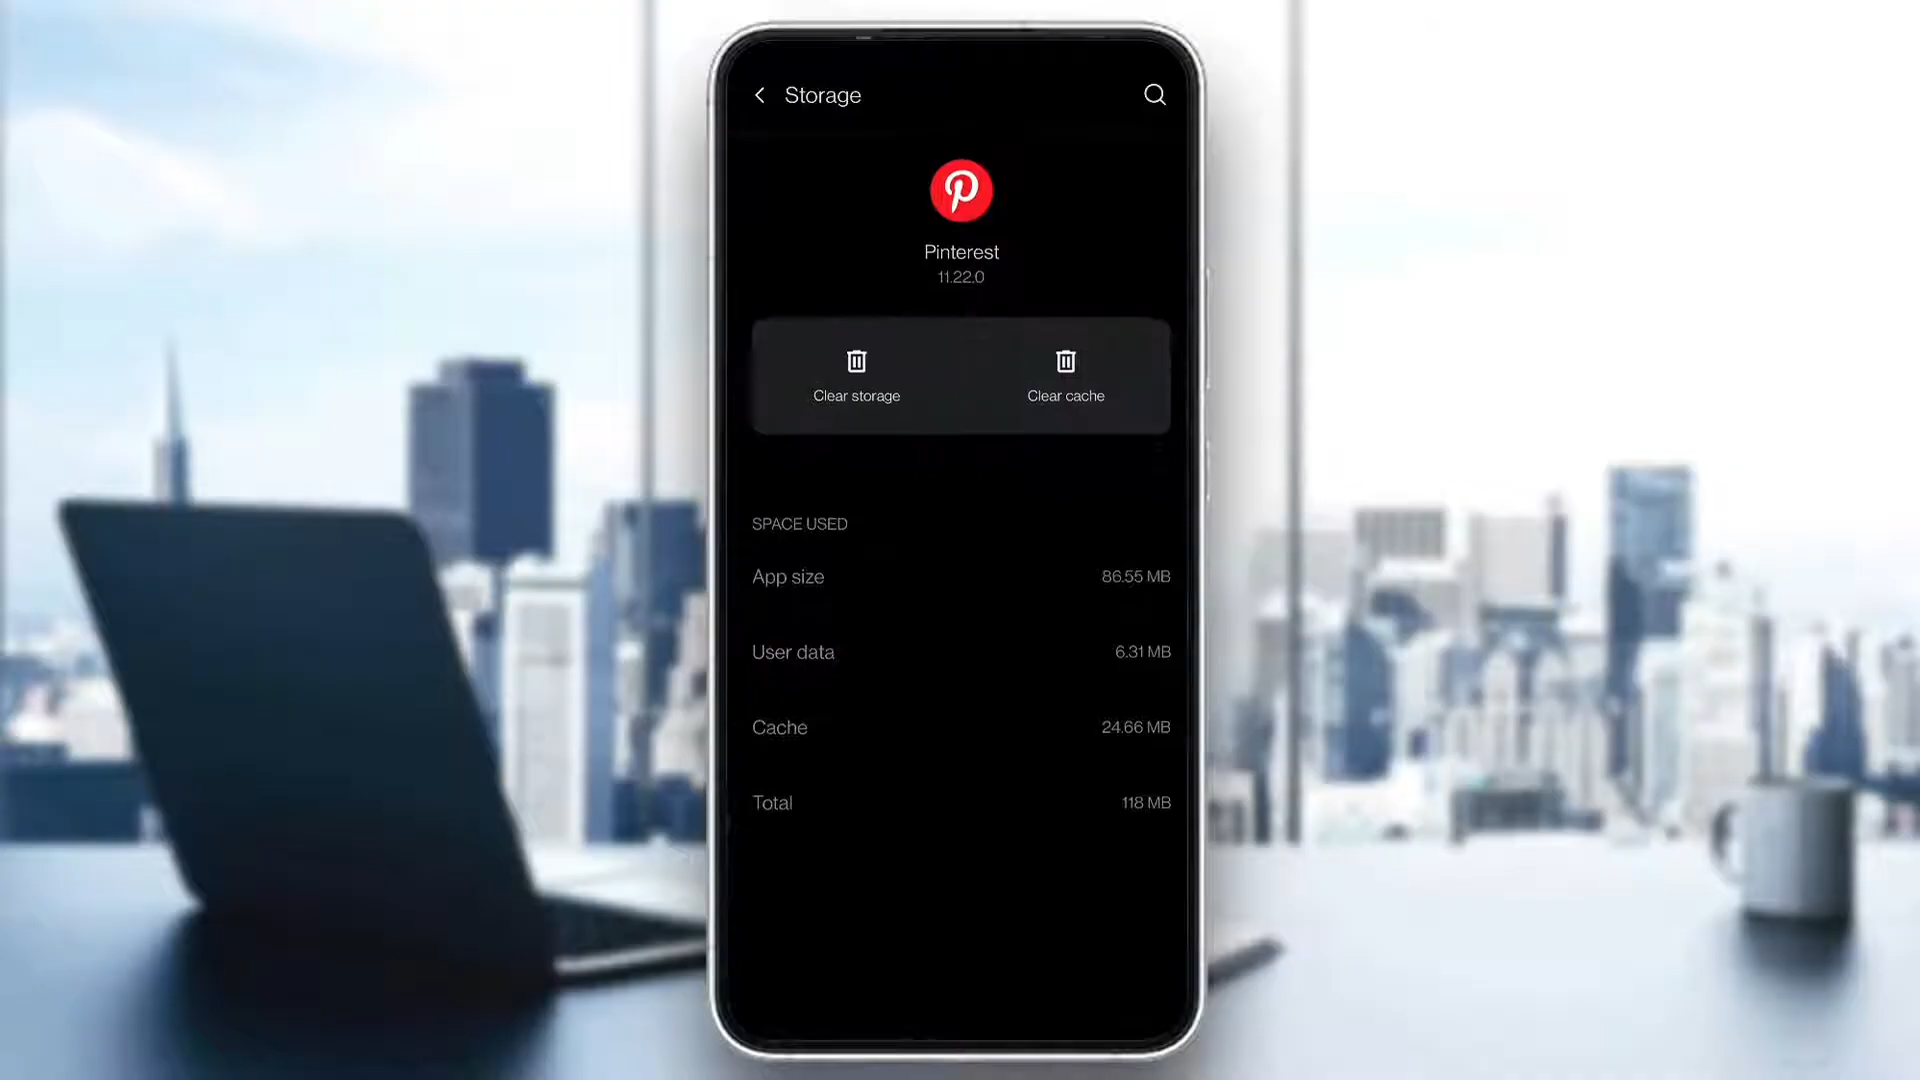 Storage
Pinterest
11.22.0
Clear storage
Clear cache
SPACE USED
App size
86.55 MB
User data
6.31 MB
Cache
24.66 MB
Total
118 MB